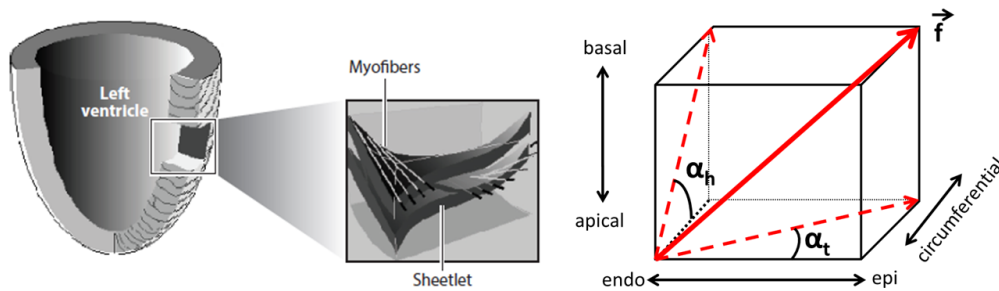 Left
ventricle
Myofibers
Sheetlet
basal
apical
endo
epi
circumferential
f
αh
αt